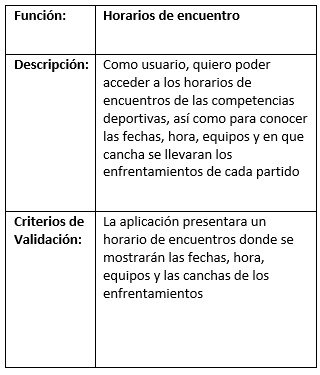 Función: Horarios de encuentro
Descripción: Como usuario, quiero poder
acceder a los horarios de
encuentros de las competencias
deportivas, así como para conocer
las fechas, hora, equipos y en que
cancha se llevaran los
enfrentamientos de cada partido
Criterios de La aplicación presentara un
Validación: horario de encuentros donde se
mostrarán las fechas, hora,
equipos y las canchas de los
enfrentamientos